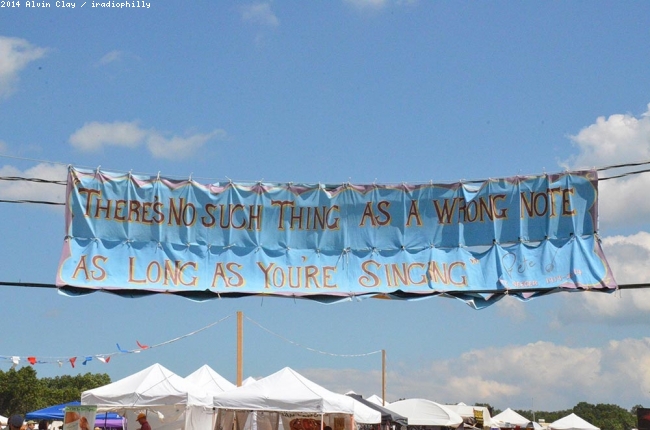 2014 Alvin Clay / iradiophilly
"THERE'S NO SUCH THING AS A WRONG NOTE
AS LONG AS YOU'RE SINGING"